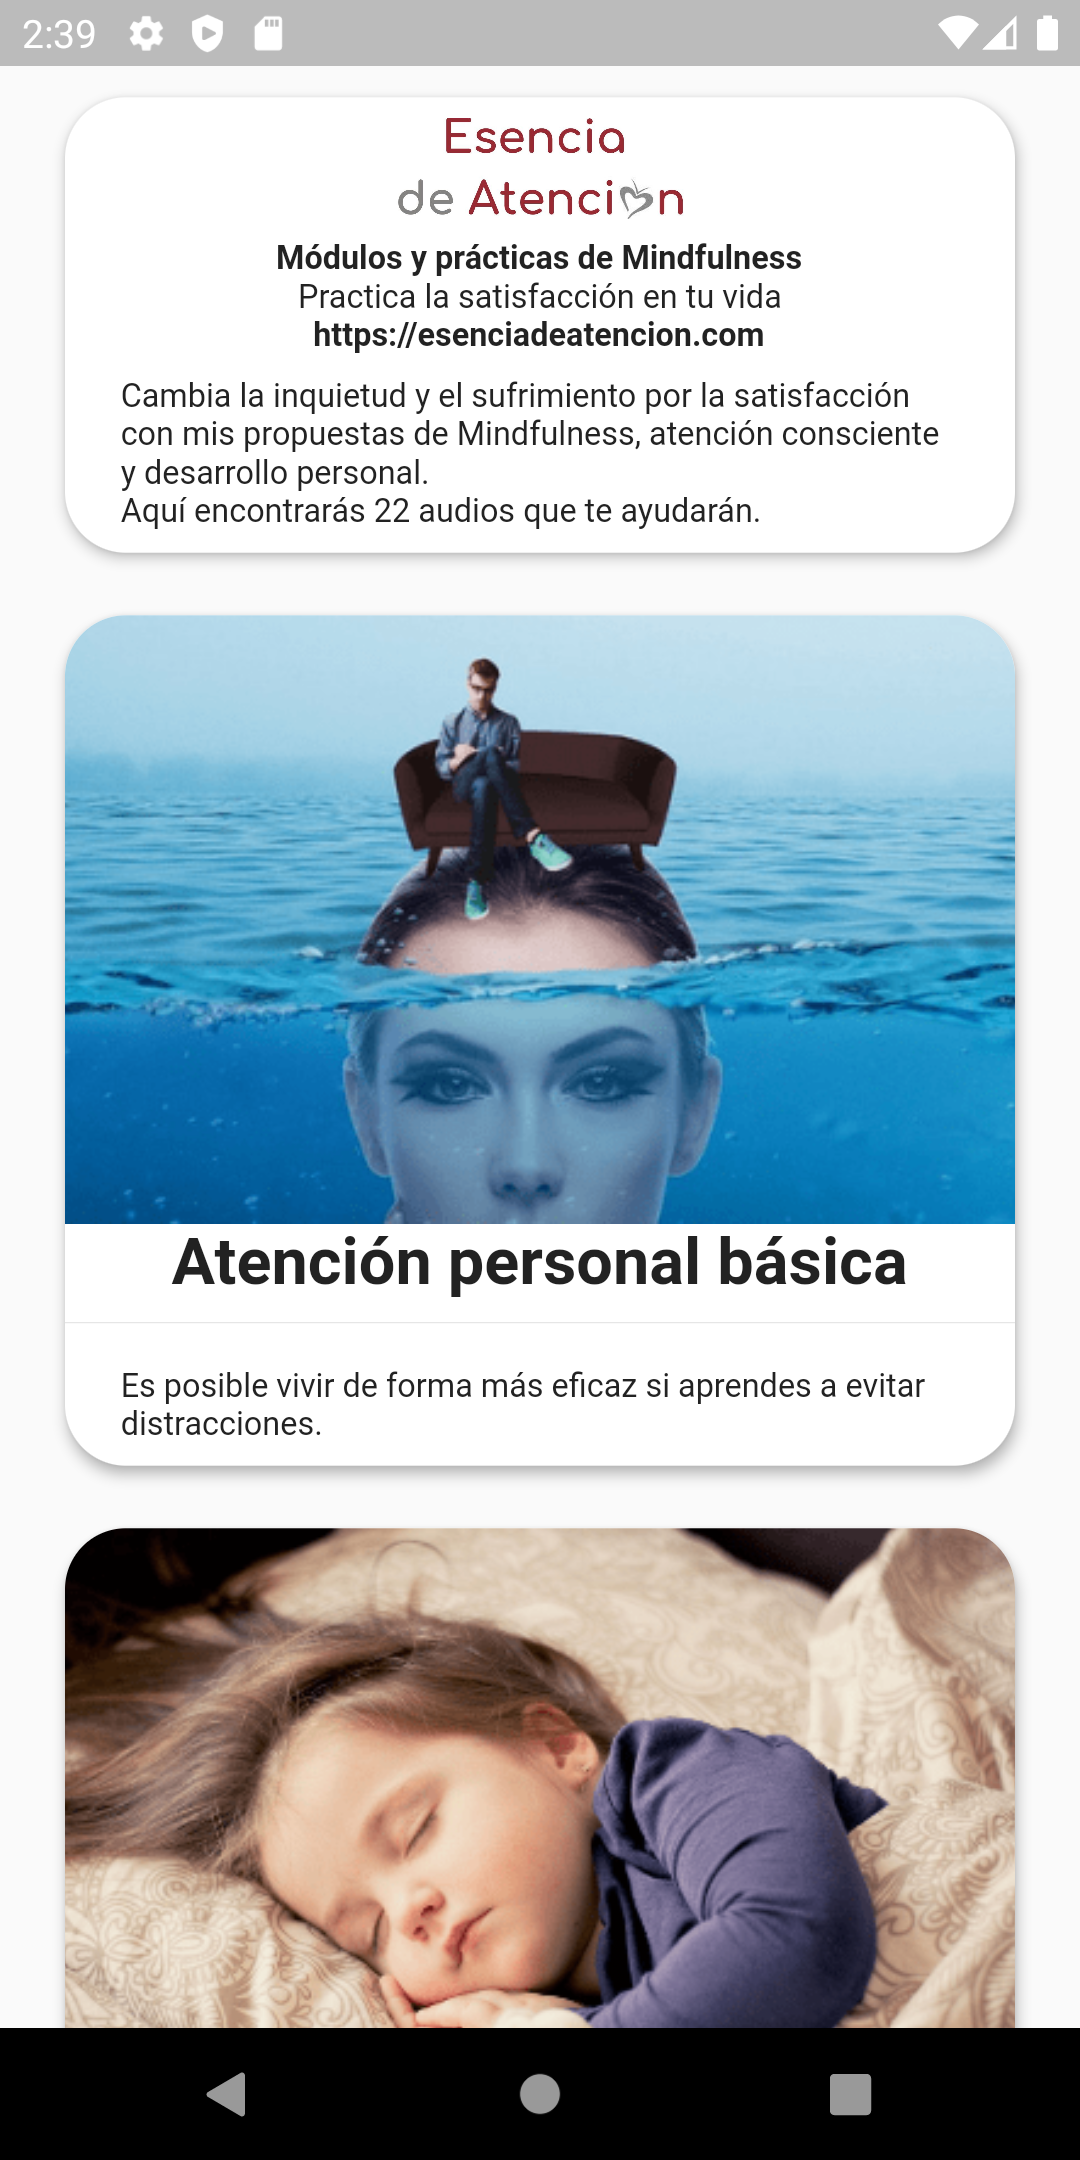 2:39
Esencia
de Atención
Módulos y prácticas de Mindfulness
Practica la satisfacción en tu vida
https://esenciadeatencion.com
Cambia la inquietud y el sufrimiento por la satisfacción
con mis propuestas de Mindfulness, atención consciente
y desarrollo personal.
Aquí encontrarás 22 audios que te ayudarán.
Atención personal básica
Es posible vivir de forma más eficaz si aprendes a evitar
distracciones.